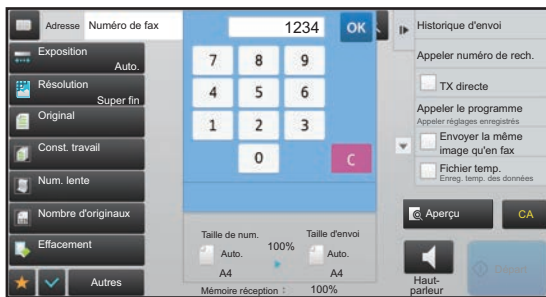 Adresse Numéro de fax
1234 OK
Exposition
Auto.
Résolution
Super fin
Original
Const. travail
Num. lente
Nombre d'originaux
Effacement
Autres
7 8 9
4 5 6
1 2 3
0 C
Taille de num. Taille d'envoi
Auto. 100% Auto.
A4 A4
Mémoire réception : 100%
Historique d'envoi
Appeler numéro de rech.
TX directe
Appeler le programme
Appeler réglages enregistrés
Envoyer la même
image qu'en fax
Fichier temp.
Enreg. temp. des données
Aperçu CA
Haut-
parleur
Départ